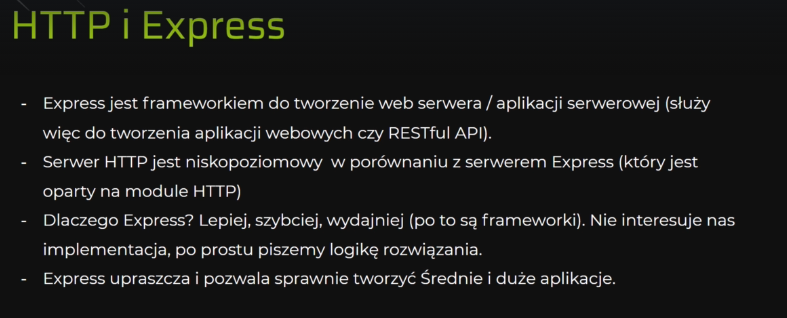 HTTP i Express
- Express jest frameworkiem do tworzenie web serwera / aplikacji serwerowej (służy
więc do tworzenia aplikacji webowych czy RESTful API).
- Serwer HTTP jest niskopoziomowy w porównaniu z serwerem Express (który jest
oparty na module HTTP)
- Dlaczego Express? Lepiej, szybciej, wydajniej (po to są frameworki). Nie interesuje nas
implementacja, po prostu piszemy logikę rozwiązania.
- Express upraszcza i pozwala sprawnie tworzyć Średnie i duże aplikacje.